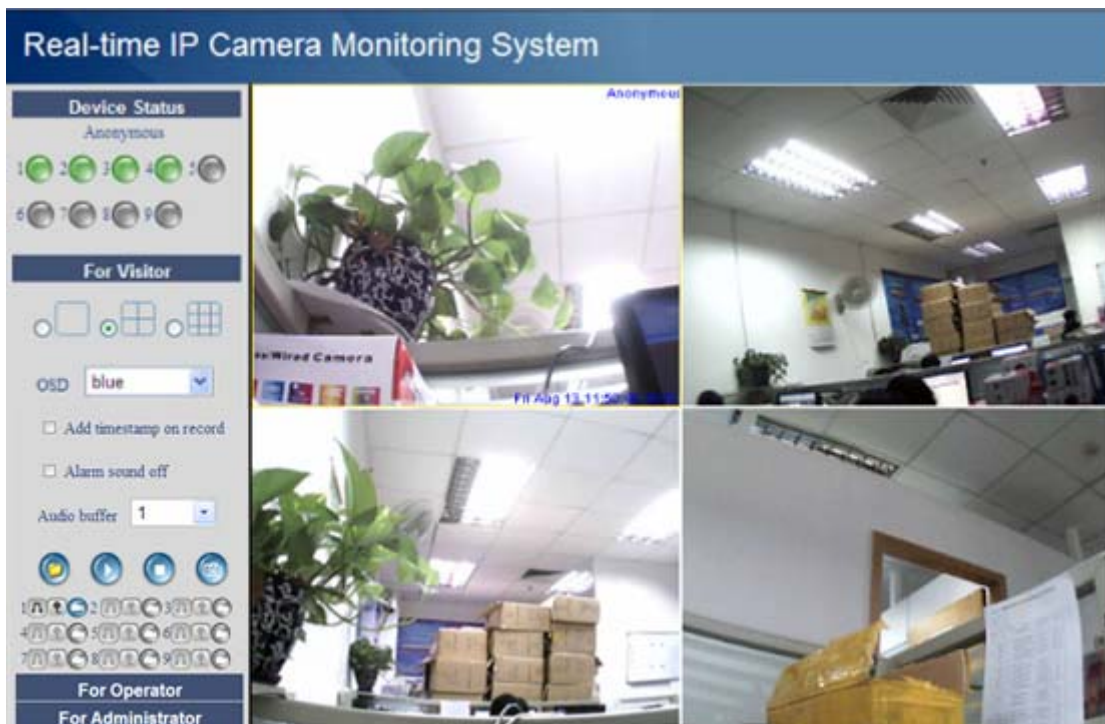 Real-time IP Camera Monitoring System
Device Status
Anonymous
1 2 3 4 5
6 7 8 9
For Visitor
OSD blue
Add timestamp on record
Alarm sound off
Audio buffer 1
1 2 3
4 5 6
7 8 9
For Operator
For Administrator
Anonymous
/Wired Camera
Fri Aug 13 11:5